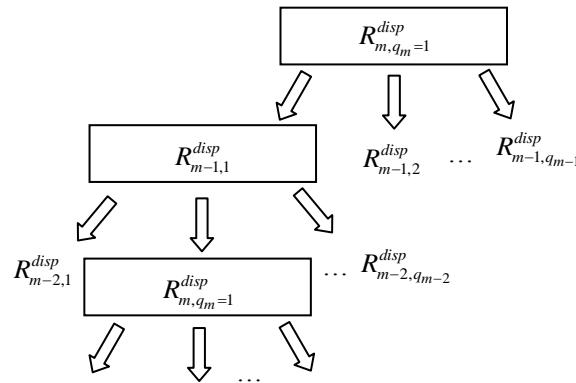 R^{disp}_{m,q_m=1}
R^{disp}_{m-1,1}
R^{disp}_{m-1,2} … R^{disp}_{m-1,q_{m-1}}
R^{disp}_{m-2,1}
R^{disp}_{m,q_m=1}
… R^{disp}_{m-2,q_{m-2}}
…